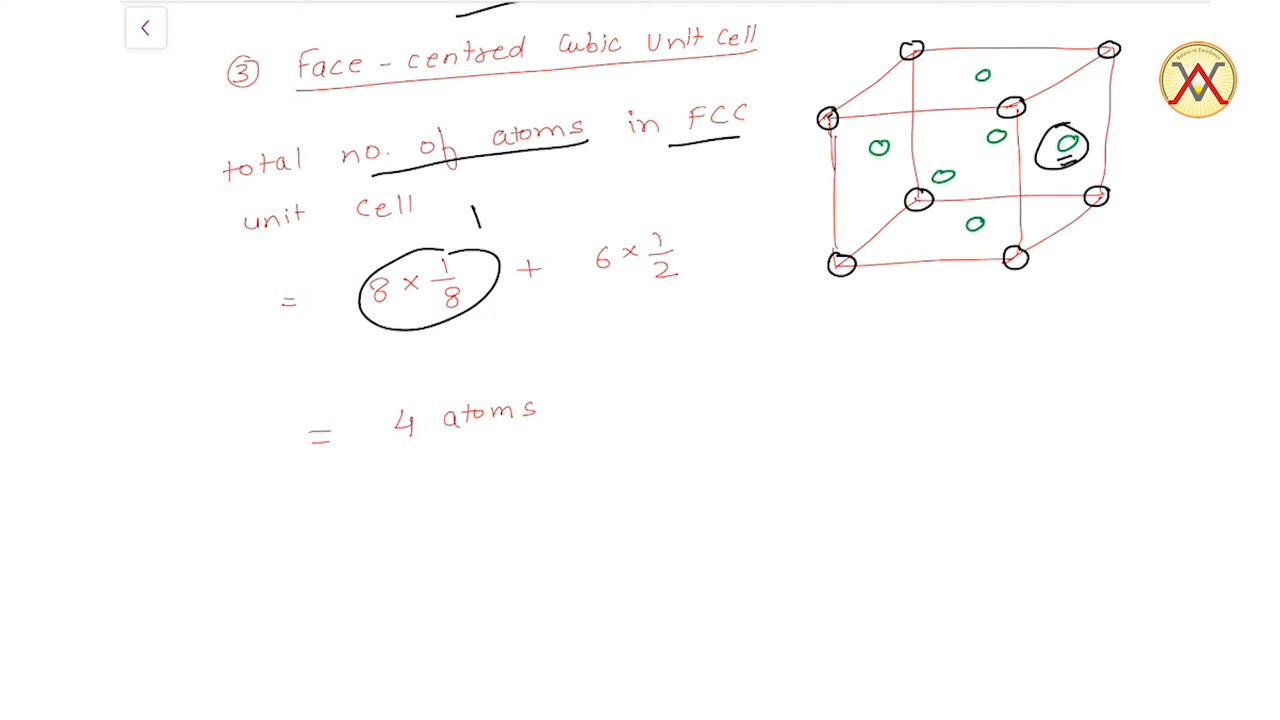 ③ Face - centred Cubic Unit Cell
total no. of atoms in FCC
unit cell
1
= 8 × 1/8 + 6 × 1/2
= 4 atoms